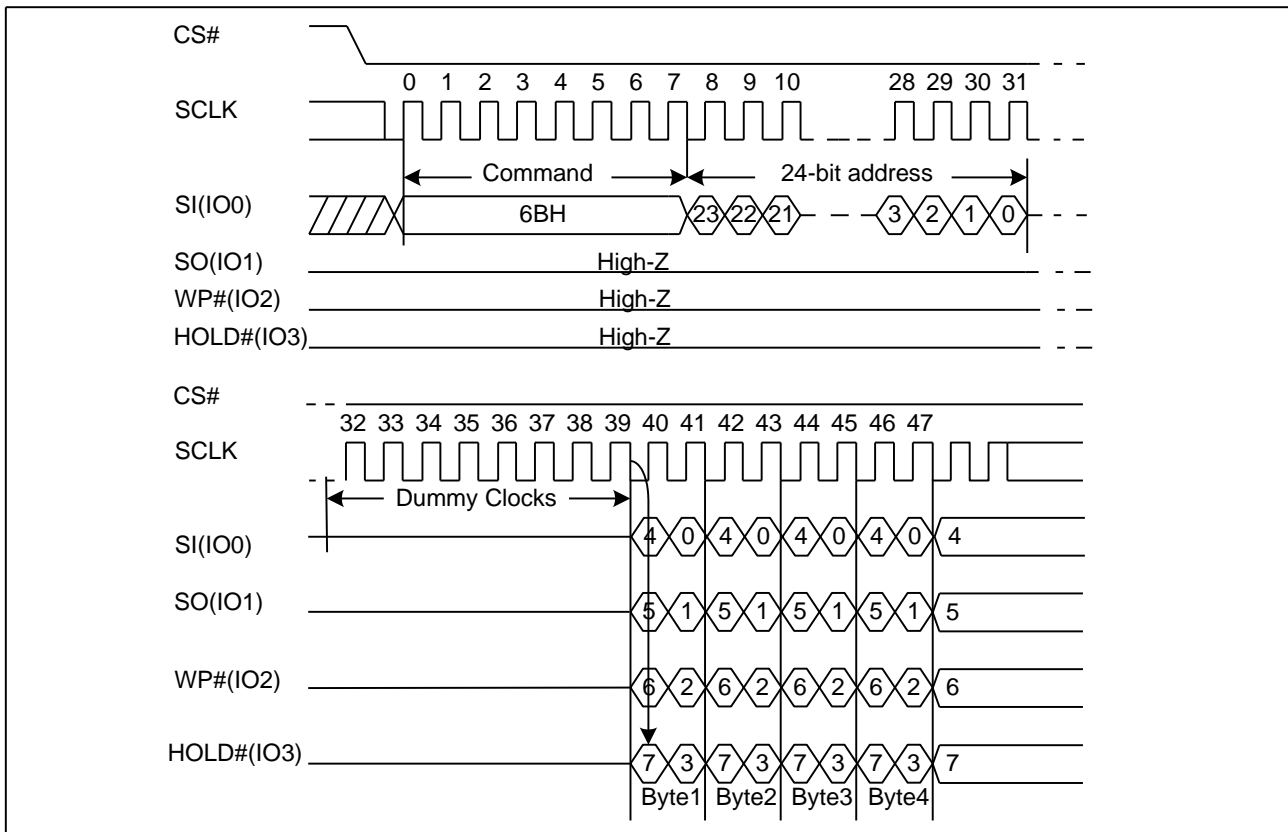 CS#
0 1 2 3 4 5 6 7 8 9 10 28 29 30 31
SCLK
Command 24-bit address
SI(IO0) 6BH 23 22 21 3 2 1 0
SO(IO1) High-Z
WP#(IO2) High-Z
HOLD#(IO3) High-Z
CS#
32 33 34 35 36 37 38 39 40 41 42 43 44 45 46 47
SCLK
Dummy Clocks
SI(IO0) 4 0 4 0 4 0 4 0 4
SO(IO1) 5 1 5 1 5 1 5 1 5
WP#(IO2) 6 2 6 2 6 2 6 2 6
HOLD#(IO3) 7 3 7 3 7 3 7 3 7
Byte1 Byte2 Byte3 Byte4